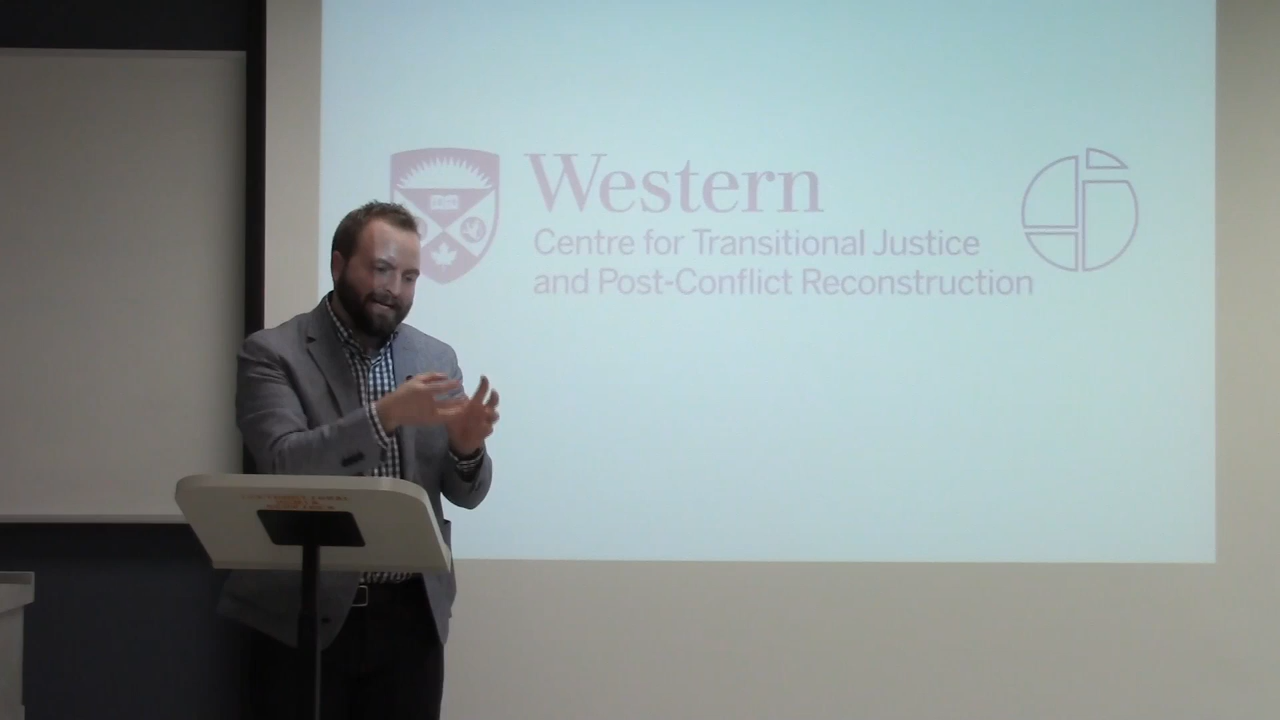 Western
Centre for Transitional Justice
and Post-Conflict Reconstruction